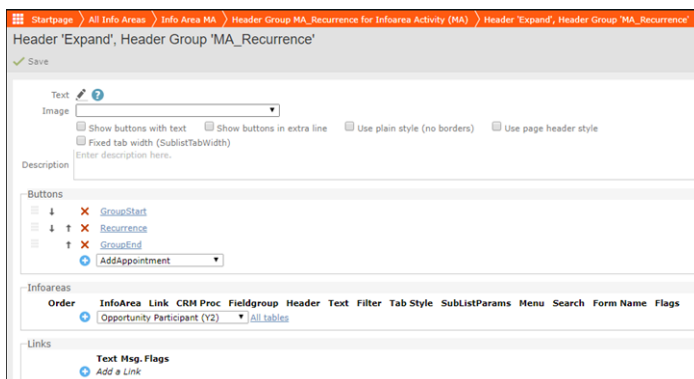 Startpage All Info Areas Info Area MA Header Group MA_Recurrence for Infoarea Activity (MA) Header 'Expand', Header Group 'MA_Recurrence'
Header 'Expand', Header Group 'MA_Recurrence'
Save
Text ?
Image
Show buttons with text Show buttons in extra line Use plain style (no borders) Use page header style
Fixed tab width (SublistTabWidth)
Enter description here.
Description
Buttons
GroupStart
Recurrence
GroupEnd
AddAppointment
Infoareas
Order InfoArea Link CRM Proc Fieldgroup Header Text Filter Tab Style SubListParams Menu Search Form Name Flags
Opportunity Participant (Y2) All tables
Links
Text Msg. Flags
Add a Link